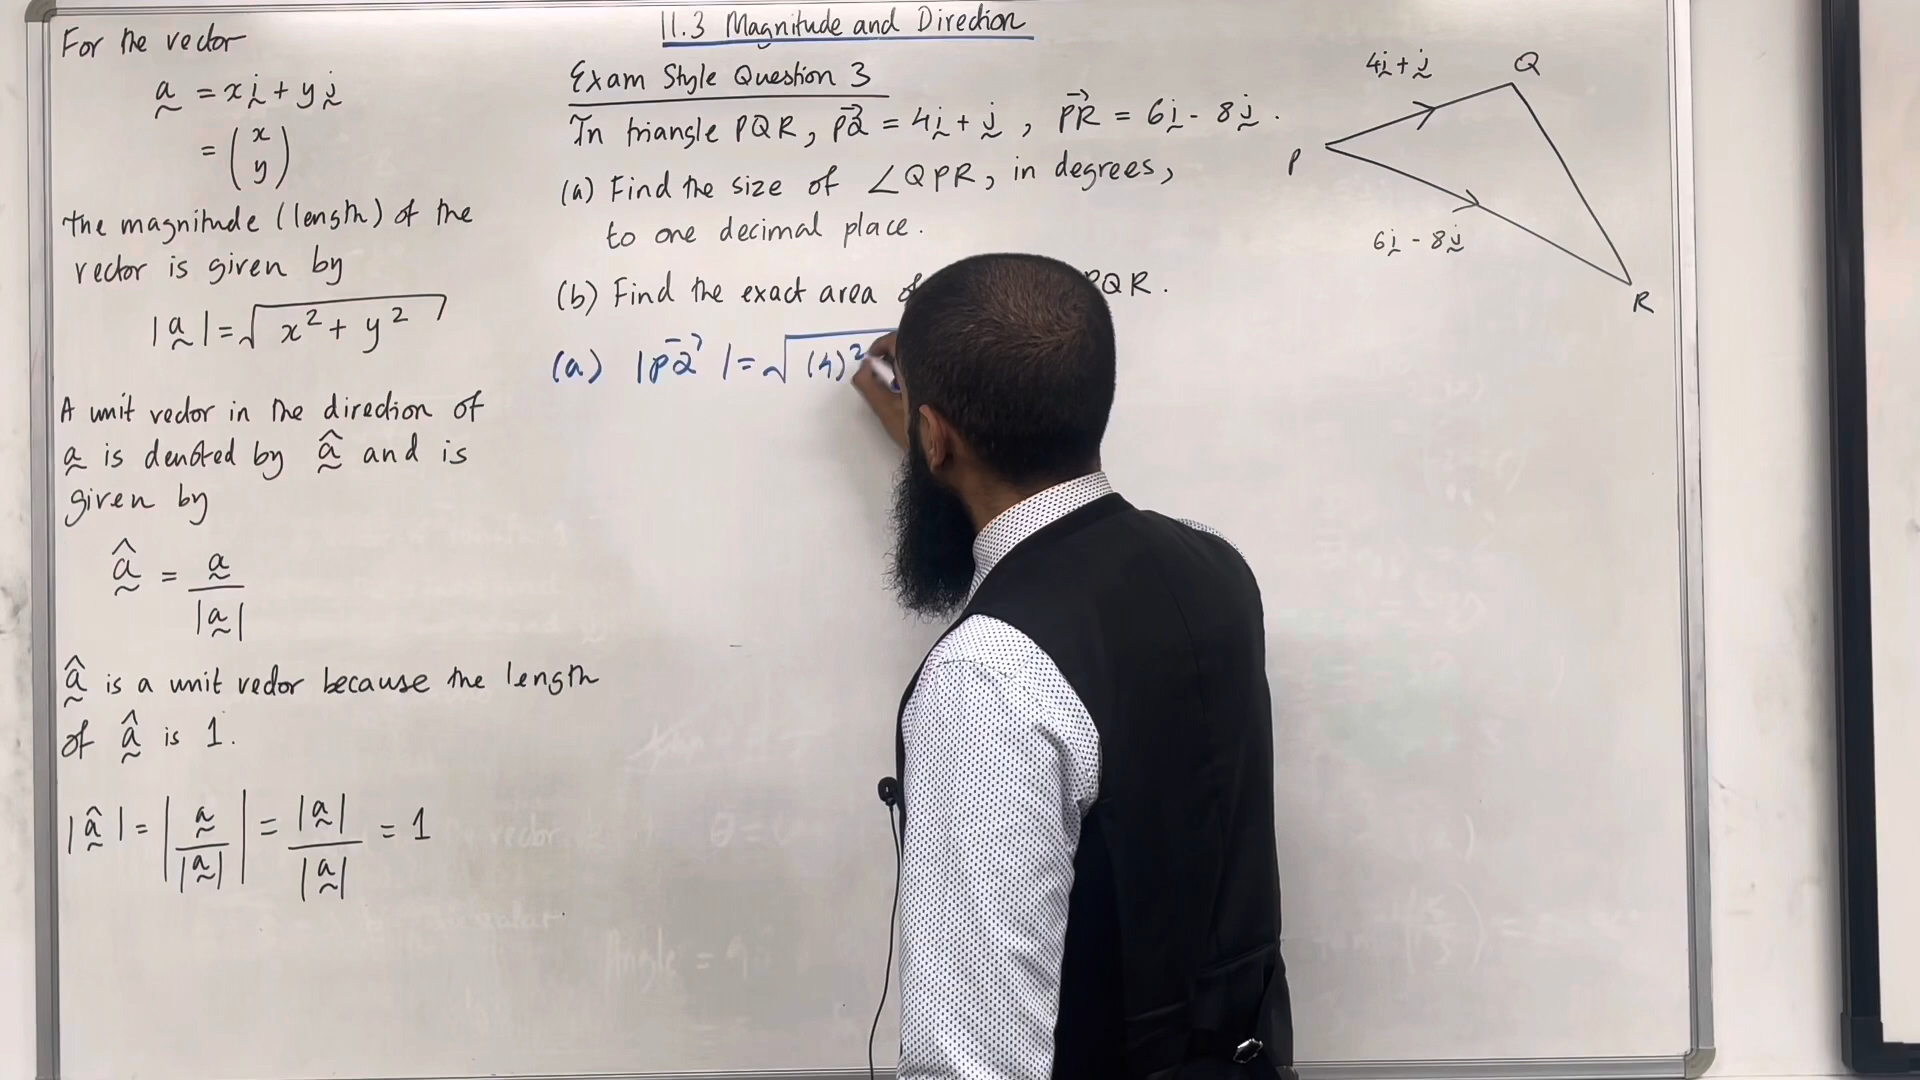 11.3 Magnitude and Direction
For the vector
a = xi + yj
= (x
y)
the magnitude (length) of the
vector is given by
|a| = √x² + y²
A unit vector in the direction of
a is denoted by â and is
given by
â = a
|a|
â is a unit vector because the length
of â is 1.
|â| = |a/|a|| = |a|/|a| = 1
Exam Style Question 3
In triangle PQR, PQ⃗ = 4i + j, PR⃗ = 6i - 8j.
(a) Find the size of ∠QPR, in degrees,
to one decimal place.
(b) Find the exact area PQR.
(a) |PQ⃗| = √(4)²
4i + j
Q
P
6i - 8j
R